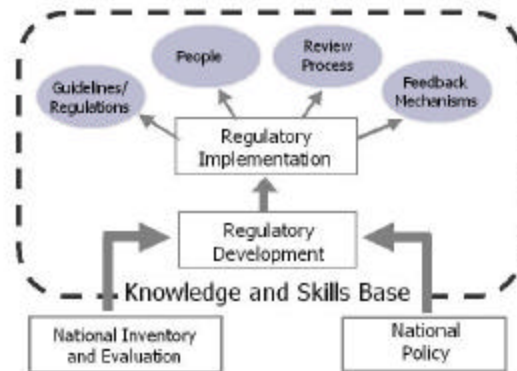 People
Review
Process
Guidelines/
Regulations
Feedback
Mechanisms
Regulatory
Implementation
Regulatory
Development
Knowledge and Skills Base
National Inventory
and Evaluation
National
Policy